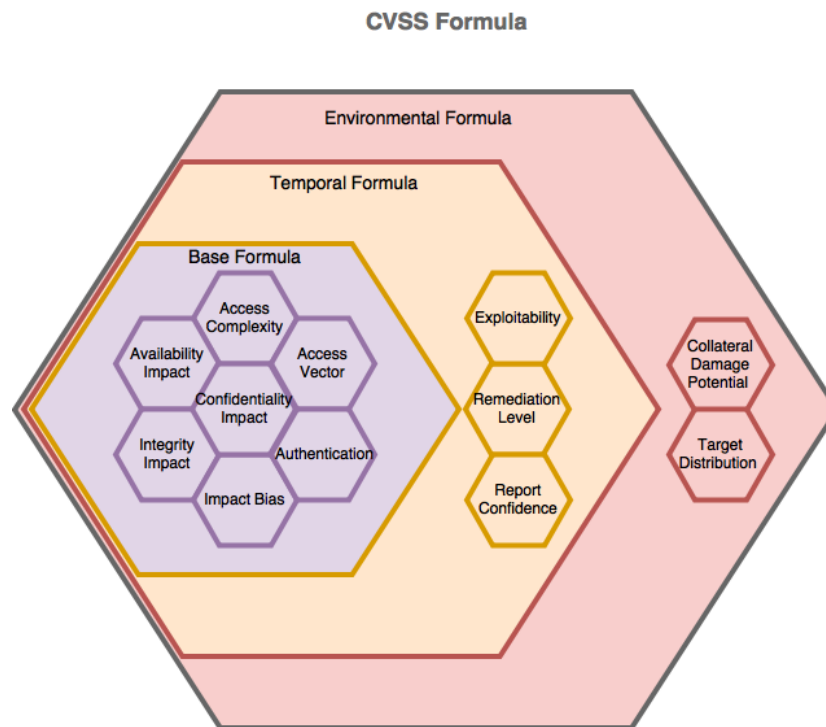 CVSS Formula
Environmental Formula
Temporal Formula
Base Formula
Access
Complexity
Availability
Impact
Access
Vector
Confidentiality
Impact
Integrity
Impact
Authentication
Impact Bias
Exploitability
Remediation
Level
Report
Confidence
Collateral
Damage
Potential
Target
Distribution